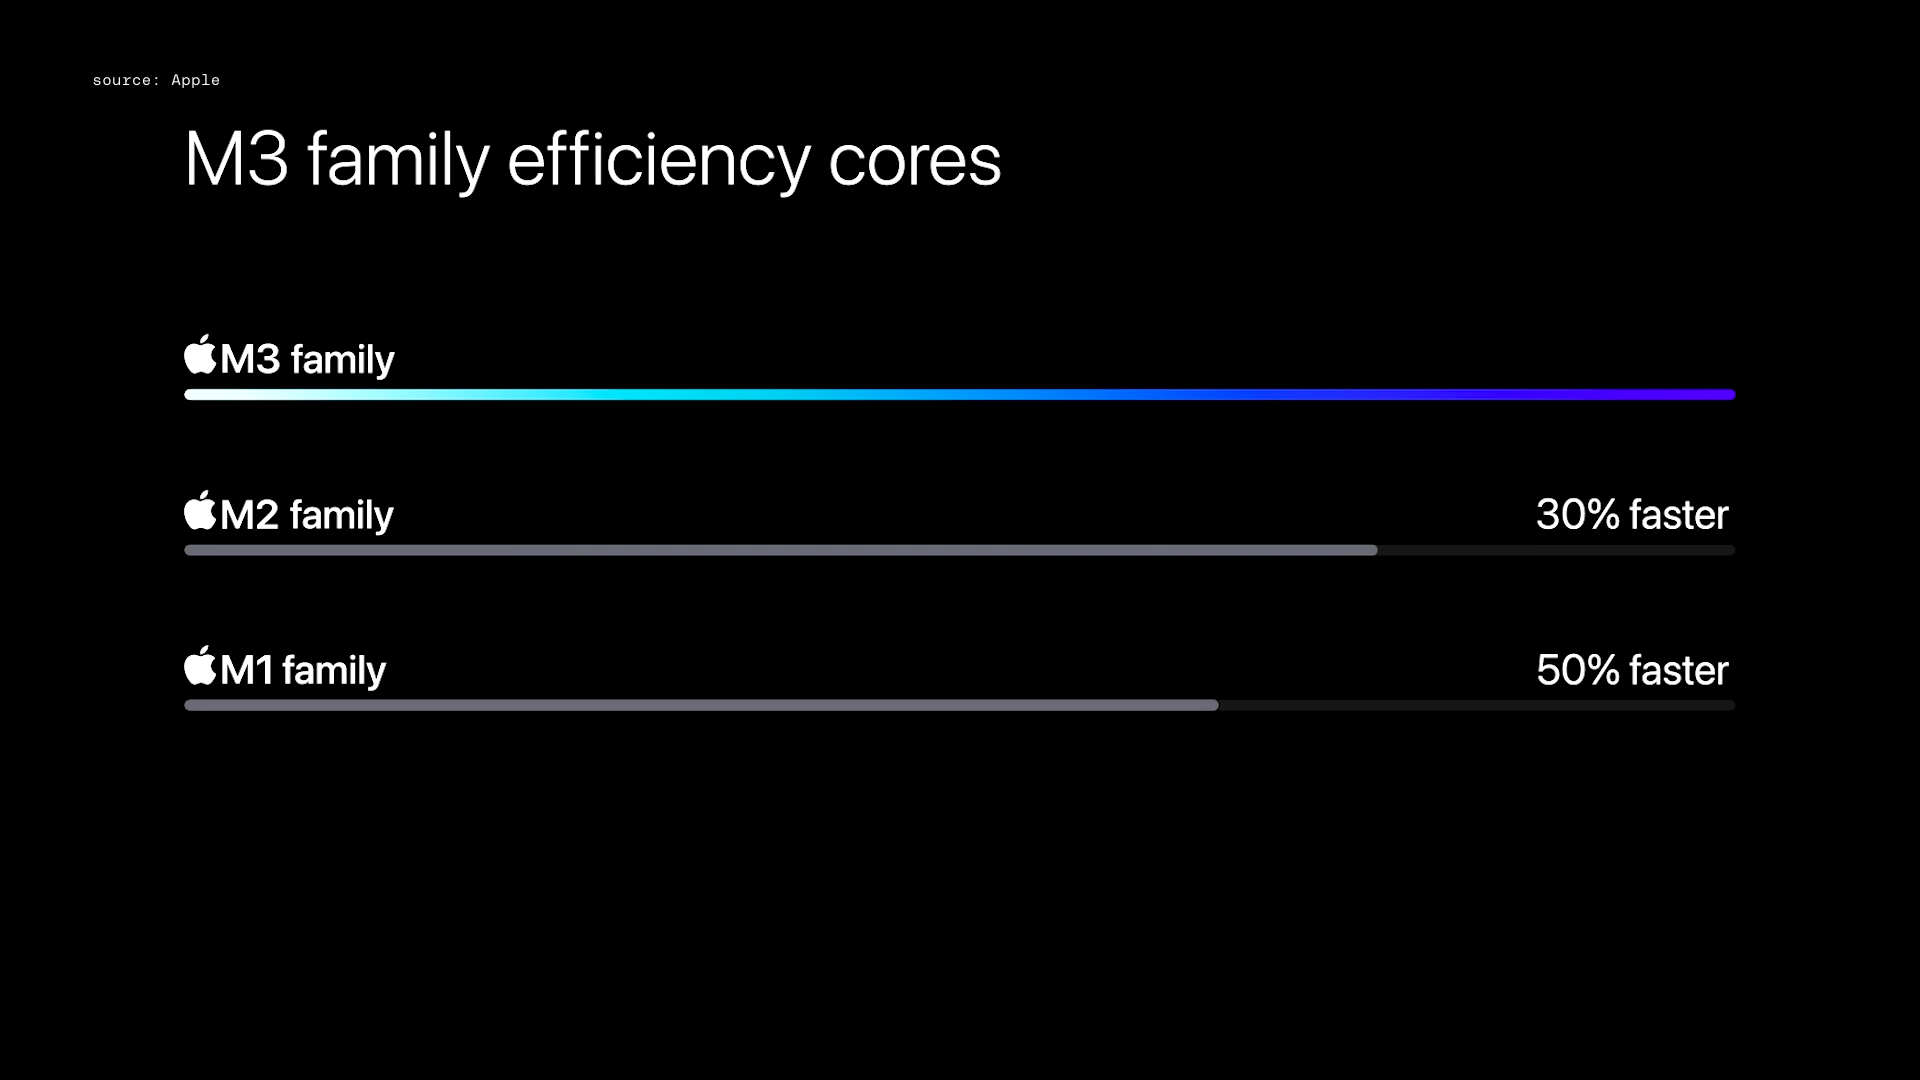 source: Apple
M3 family efficiency cores
M3 family
M2 family
30% faster
M1 family
50% faster